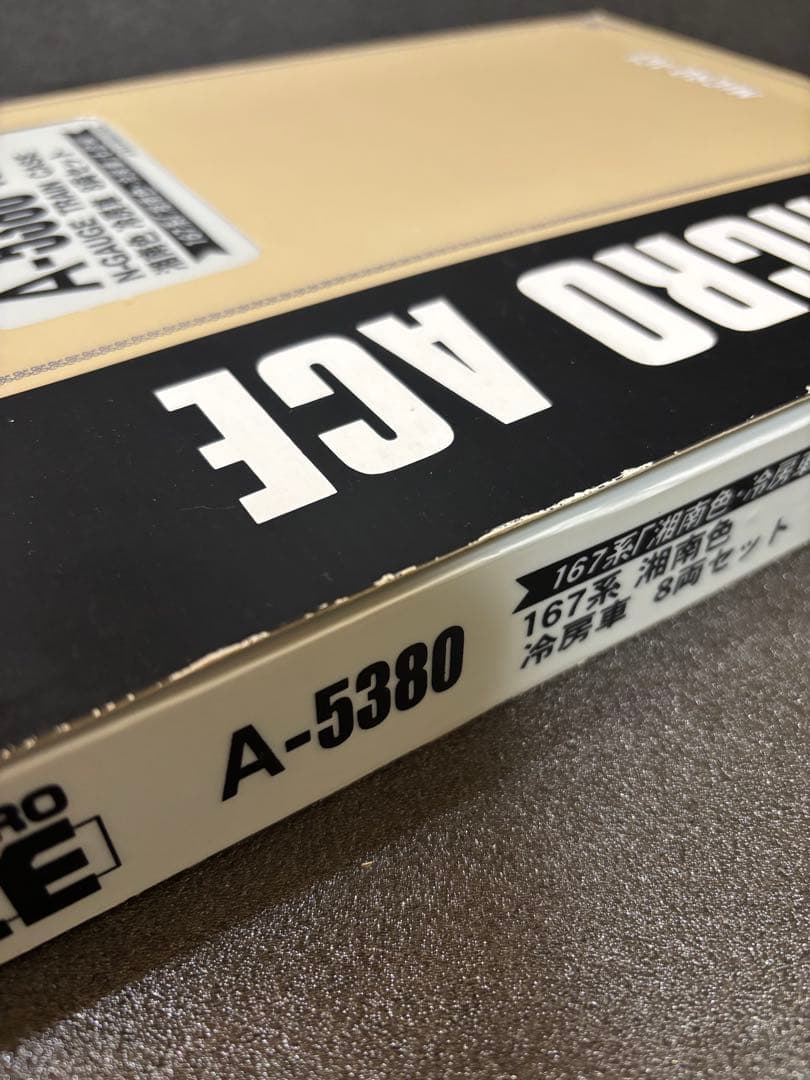 A-5380
N-GAUGE TRAIN CASE
MICRO ACE
A-5380
167系「湘南色・冷房車
167系 湘南色
冷房車 8両セット